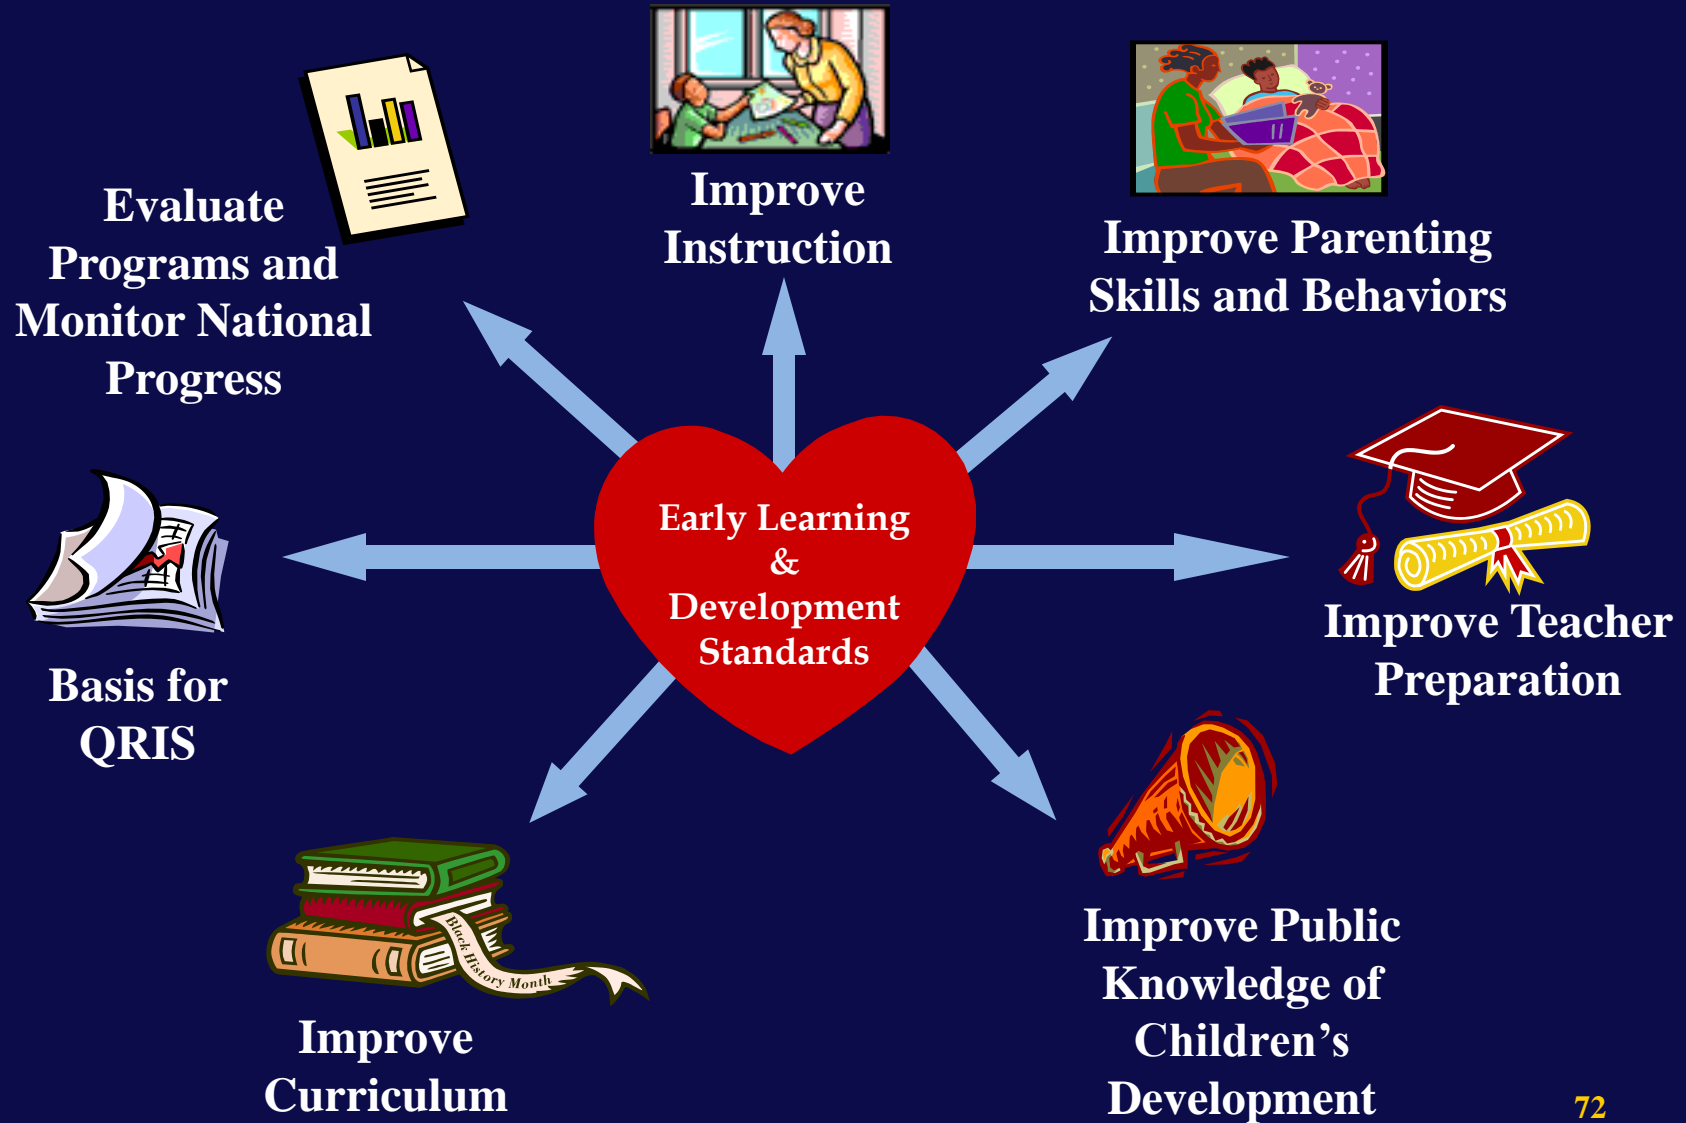 Improve
Instruction
Evaluate
Programs and
Monitor National
Progress
Improve Parenting
Skills and Behaviors
Early Learning
&
Development
Standards
Improve Teacher
Preparation
Basis for
QRIS
Improve Public
Knowledge of
Children’s
Development
Black History Month
Improve
Curriculum
72